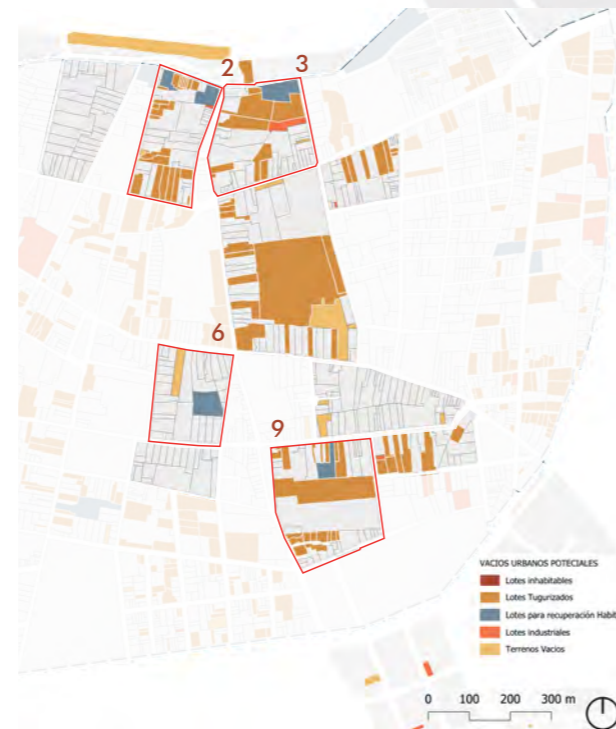 2
3
6
9
VACIOS URBANOS POTECIALES
Lotes inhabitables
Lotes Tugurizados
Lotes para recuperación Habit
Lotes industriales
Terrenos Vacios
0 100 200 300 m